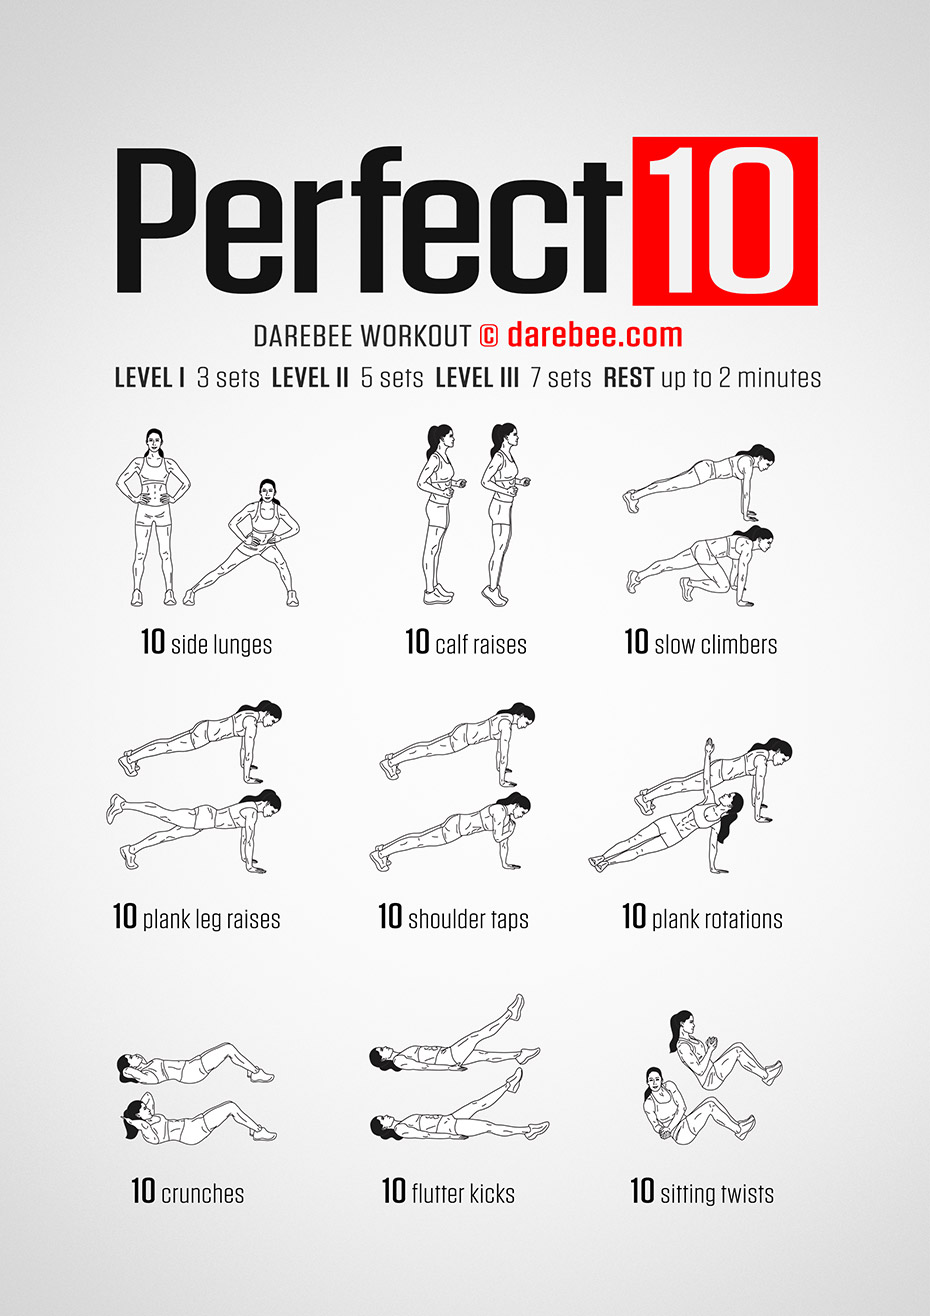 Perfect 10
DAREBEE WORKOUT © darebee.com
LEVEL I 3 sets LEVEL II 5 sets LEVEL III 7 sets REST up to 2 minutes
10 side lunges
10 calf raises
10 slow climbers
10 plank leg raises
10 shoulder taps
10 plank rotations
10 crunches
10 flutter kicks
10 sitting twists